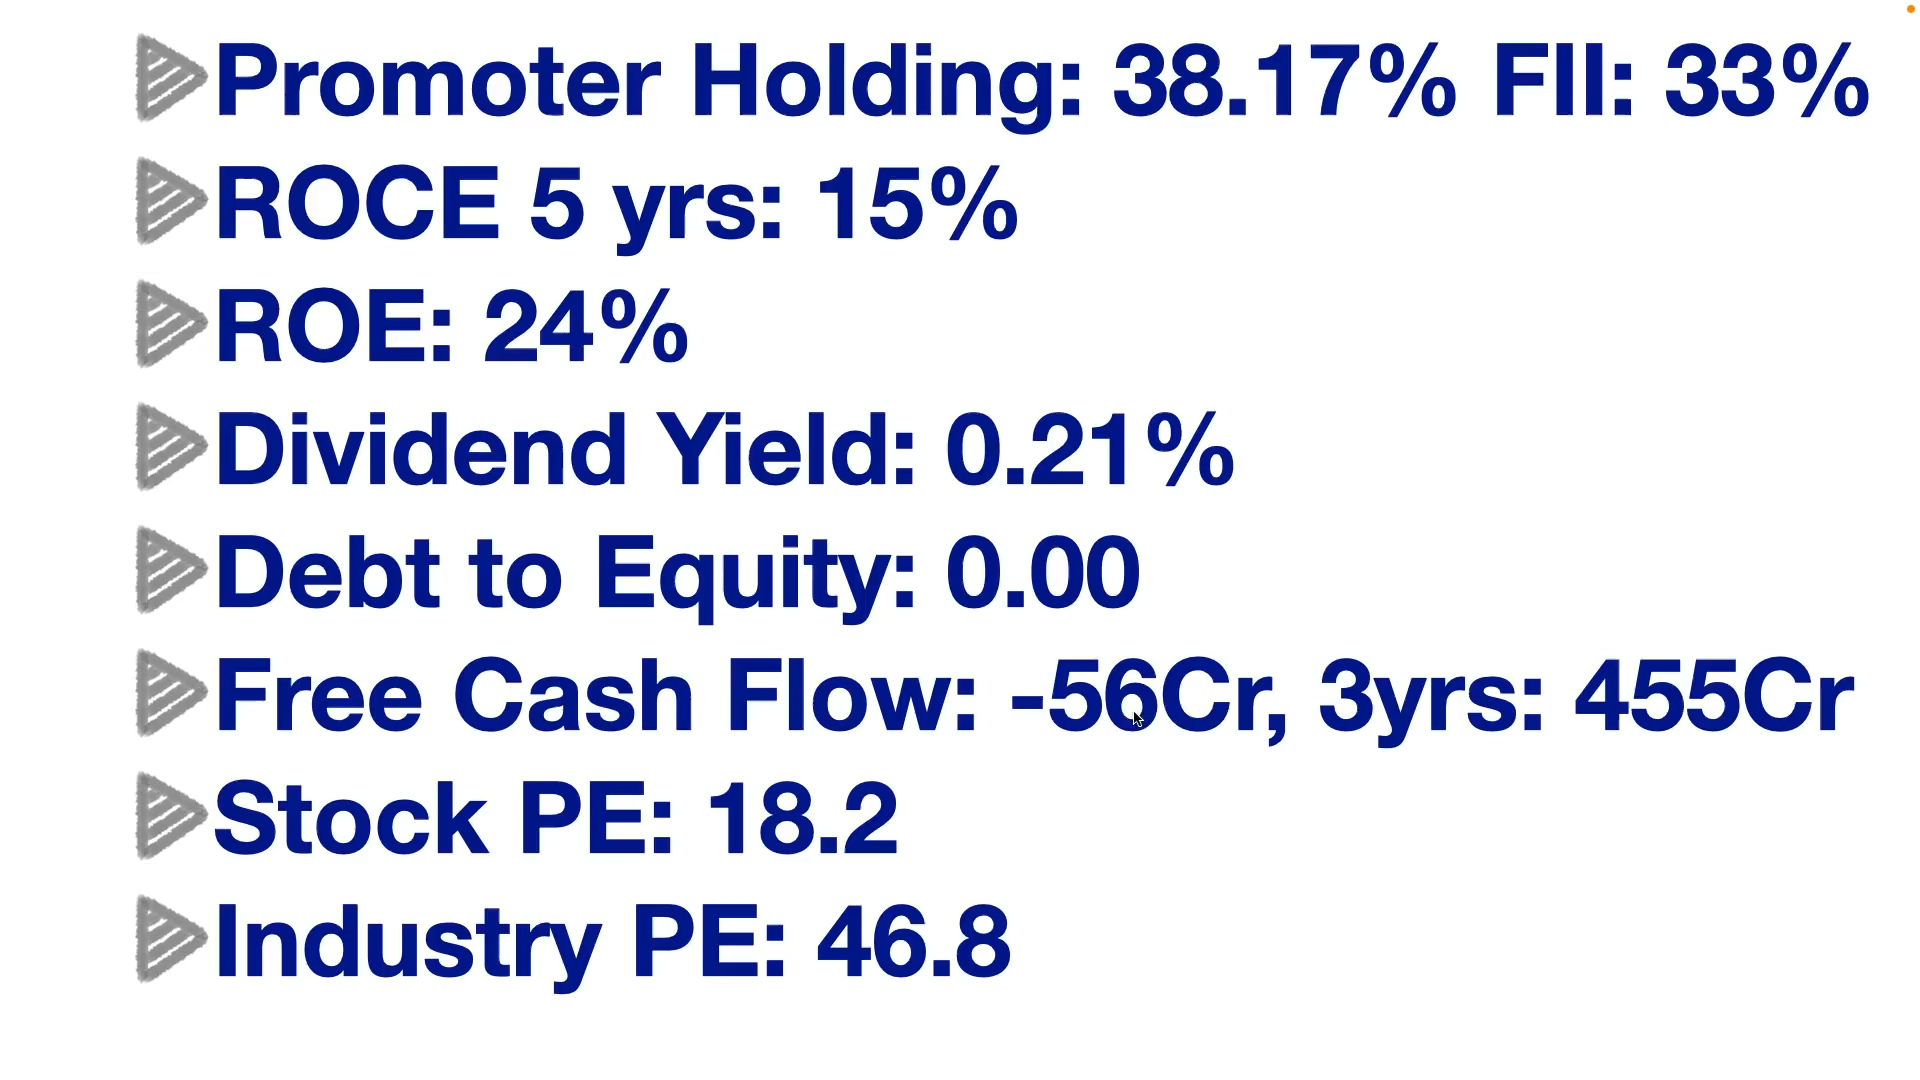 Promoter Holding: 38.17% FII: 33%
ROCE 5 yrs: 15%
ROE: 24%
Dividend Yield: 0.21%
Debt to Equity: 0.00
Free Cash Flow: -56Cr, 3yrs: 455Cr
Stock PE: 18.2
Industry PE: 46.8